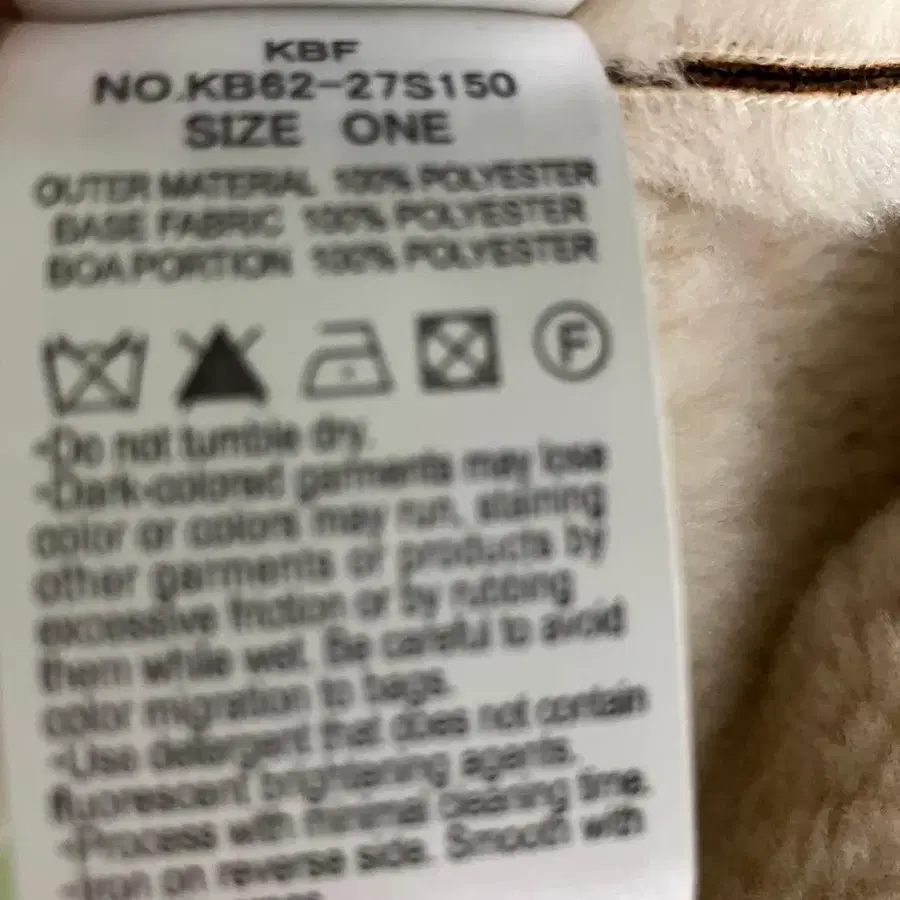 KBF
NO.KB62-27S150
SIZE ONE
OUTER MATERIAL 100% POLYESTER
BASE FABRIC 100% POLYESTER
BOA PORTION 100% POLYESTER
F
•Do not tumble dry.
•Dark-colored garments may lose
color or colors may run, staining
other garments or products by
excessive friction or by rubbing
them while wet. Be careful to avoid
color migration to bags.
•Use detergent that does not contain
fluorescent brightening agents.
•Process with minimal cleaning time.
•Iron on reverse side. Smooth with